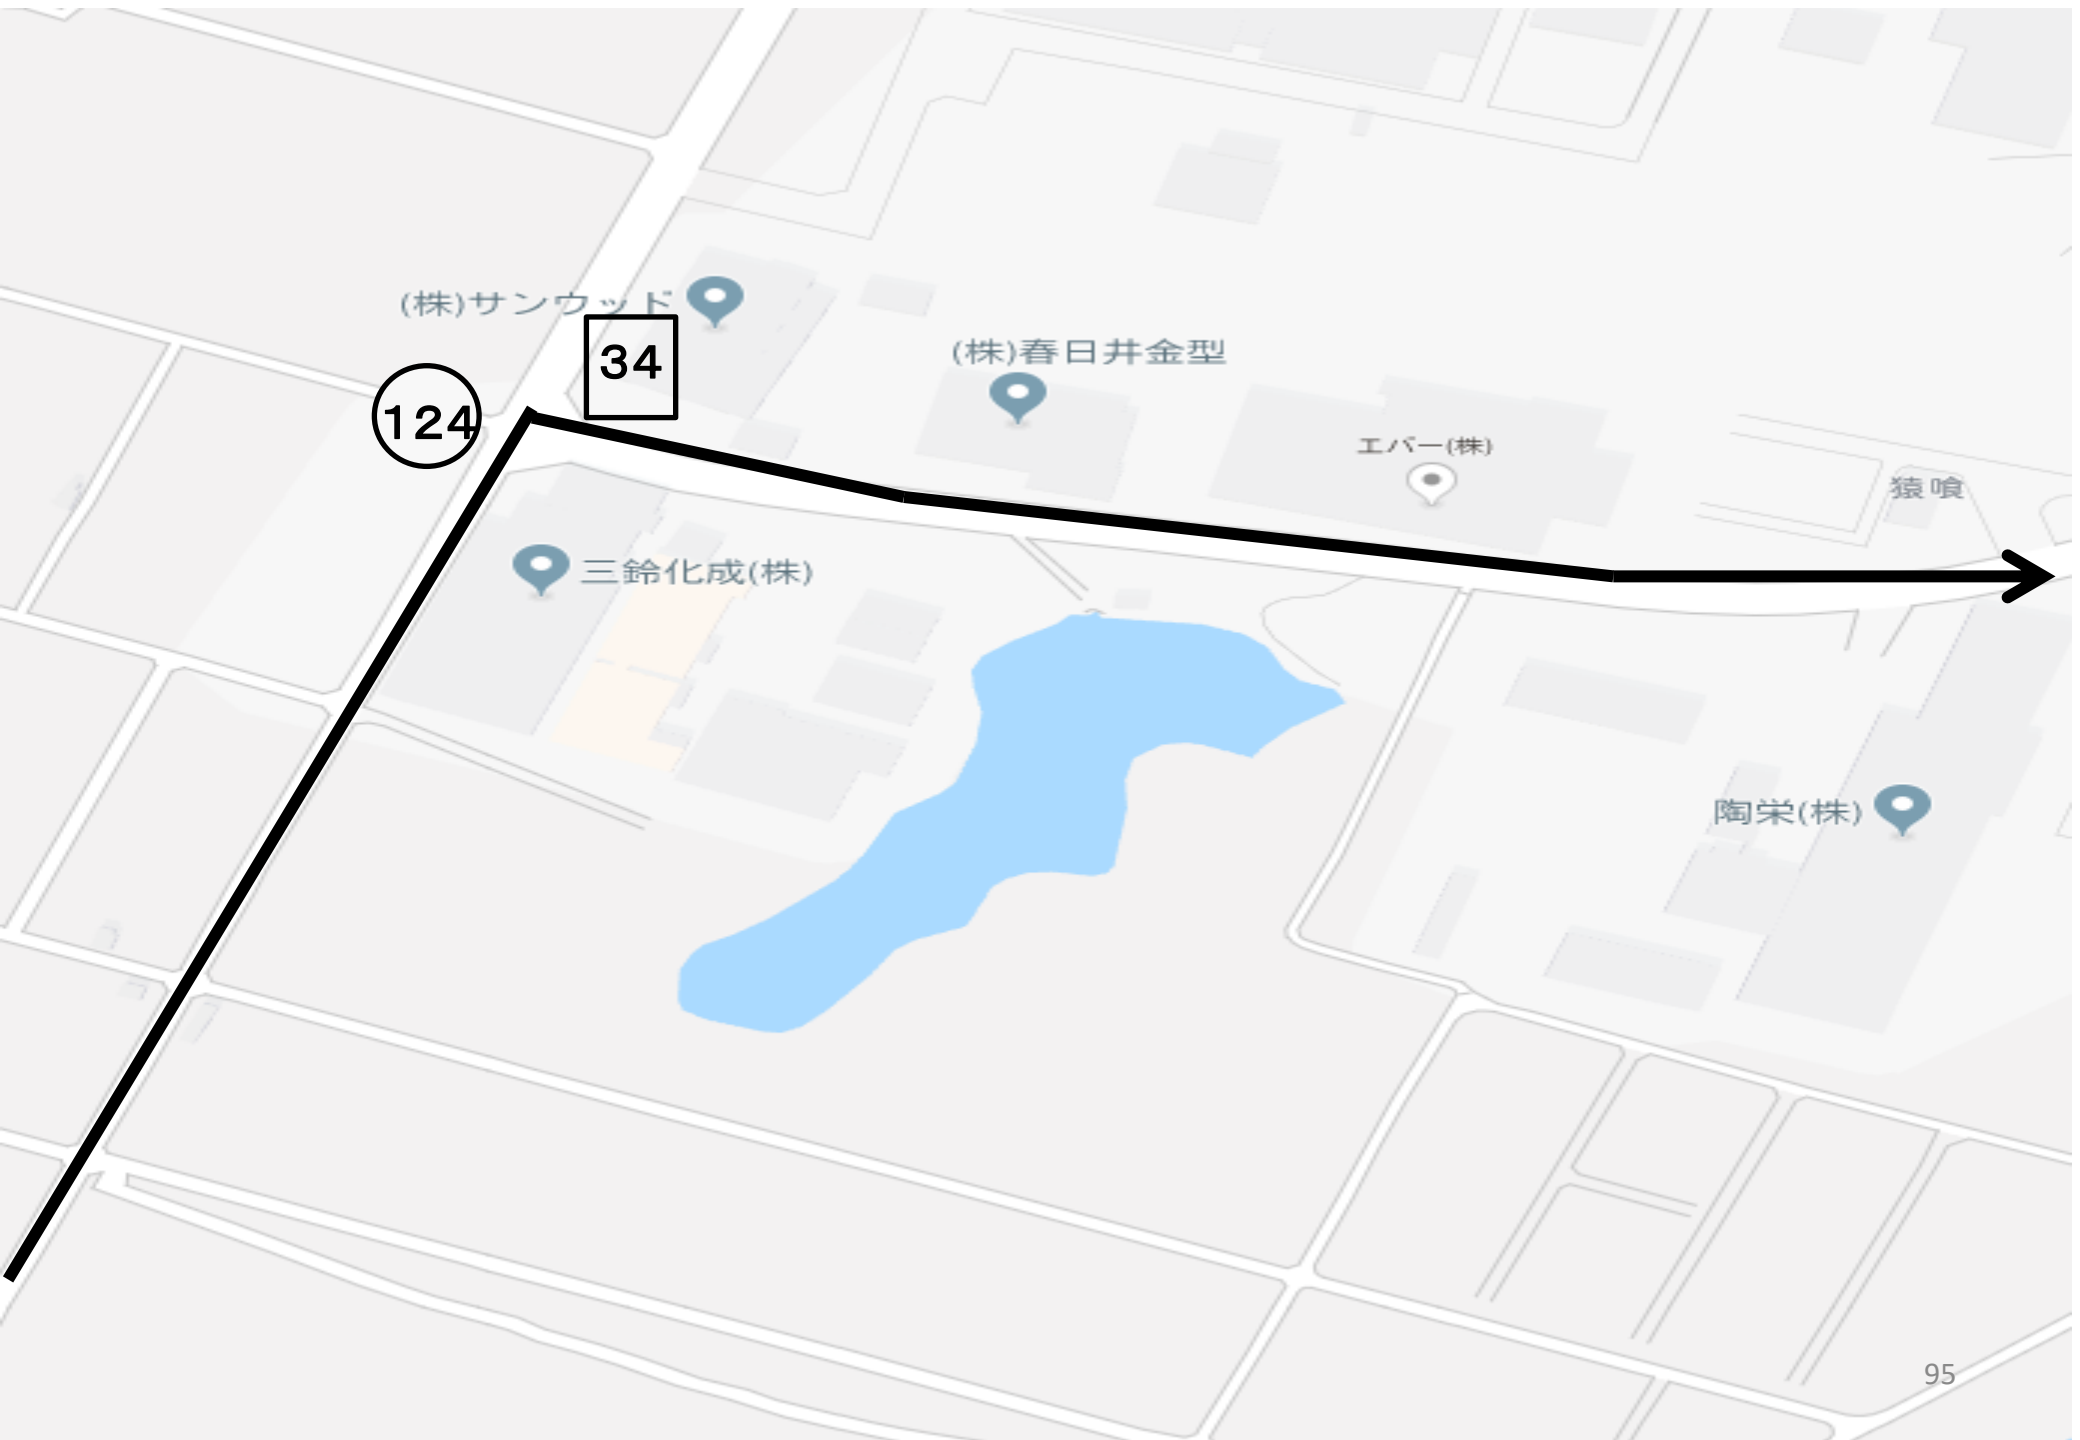 (株)サンウッド
34
(株)春日井金型
124
エバー(株)
猿喰
三鈴化成(株)
陶栄(株)
95